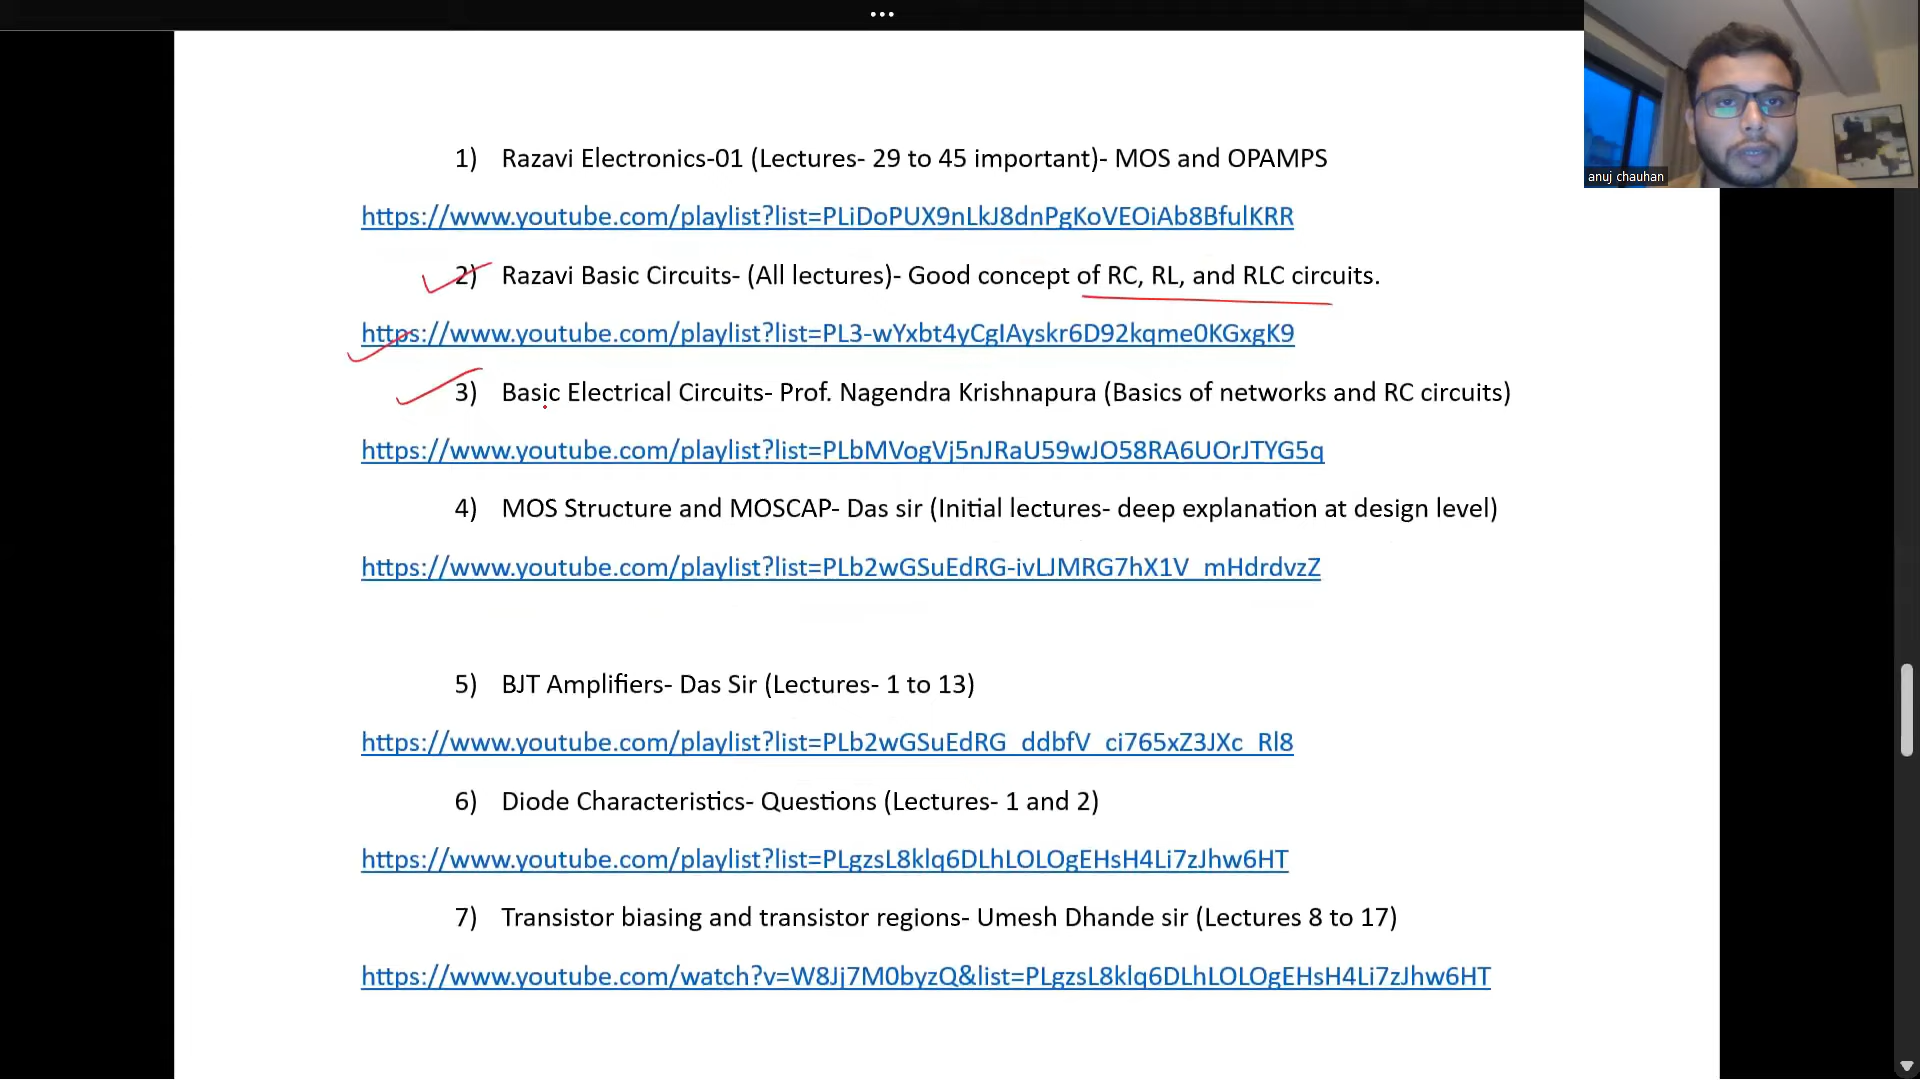 anuj chauhan
1) Razavi Electronics-01 (Lectures- 29 to 45 important)- MOS and OPAMPS
https://www.youtube.com/playlist?list=PLiDoPUX9nLkJ8dnPgKoVEOiAb8BfulKRR
2) Razavi Basic Circuits- (All lectures)- Good concept of RC, RL, and RLC circuits.
https://www.youtube.com/playlist?list=PL3-wYxbt4yCgIAyskr6D92kqme0KGxgK9
3) Basic Electrical Circuits- Prof. Nagendra Krishnapura (Basics of networks and RC circuits)
https://www.youtube.com/playlist?list=PLbMVogVj5nJRaU59wJO58RA6UOrJTYG5q
4) MOS Structure and MOSCAP- Das sir (Initial lectures- deep explanation at design level)
https://www.youtube.com/playlist?list=PLb2wGSuEdRG-ivLJMRG7hX1V_mHdrdvzZ
5) BJT Amplifiers- Das Sir (Lectures- 1 to 13)
https://www.youtube.com/playlist?list=PLb2wGSuEdRG_ddbfV_ci765xZ3JXc_Rl8
6) Diode Characteristics- Questions (Lectures- 1 and 2)
https://www.youtube.com/playlist?list=PLgzsL8klq6DLhLOLOgEHsH4Li7zJhw6HT
7) Transistor biasing and transistor regions- Umesh Dhande sir (Lectures 8 to 17)
https://www.youtube.com/watch?v=W8Jj7M0byzQ&list=PLgzsL8klq6DLhLOLOgEHsH4Li7zJhw6HT